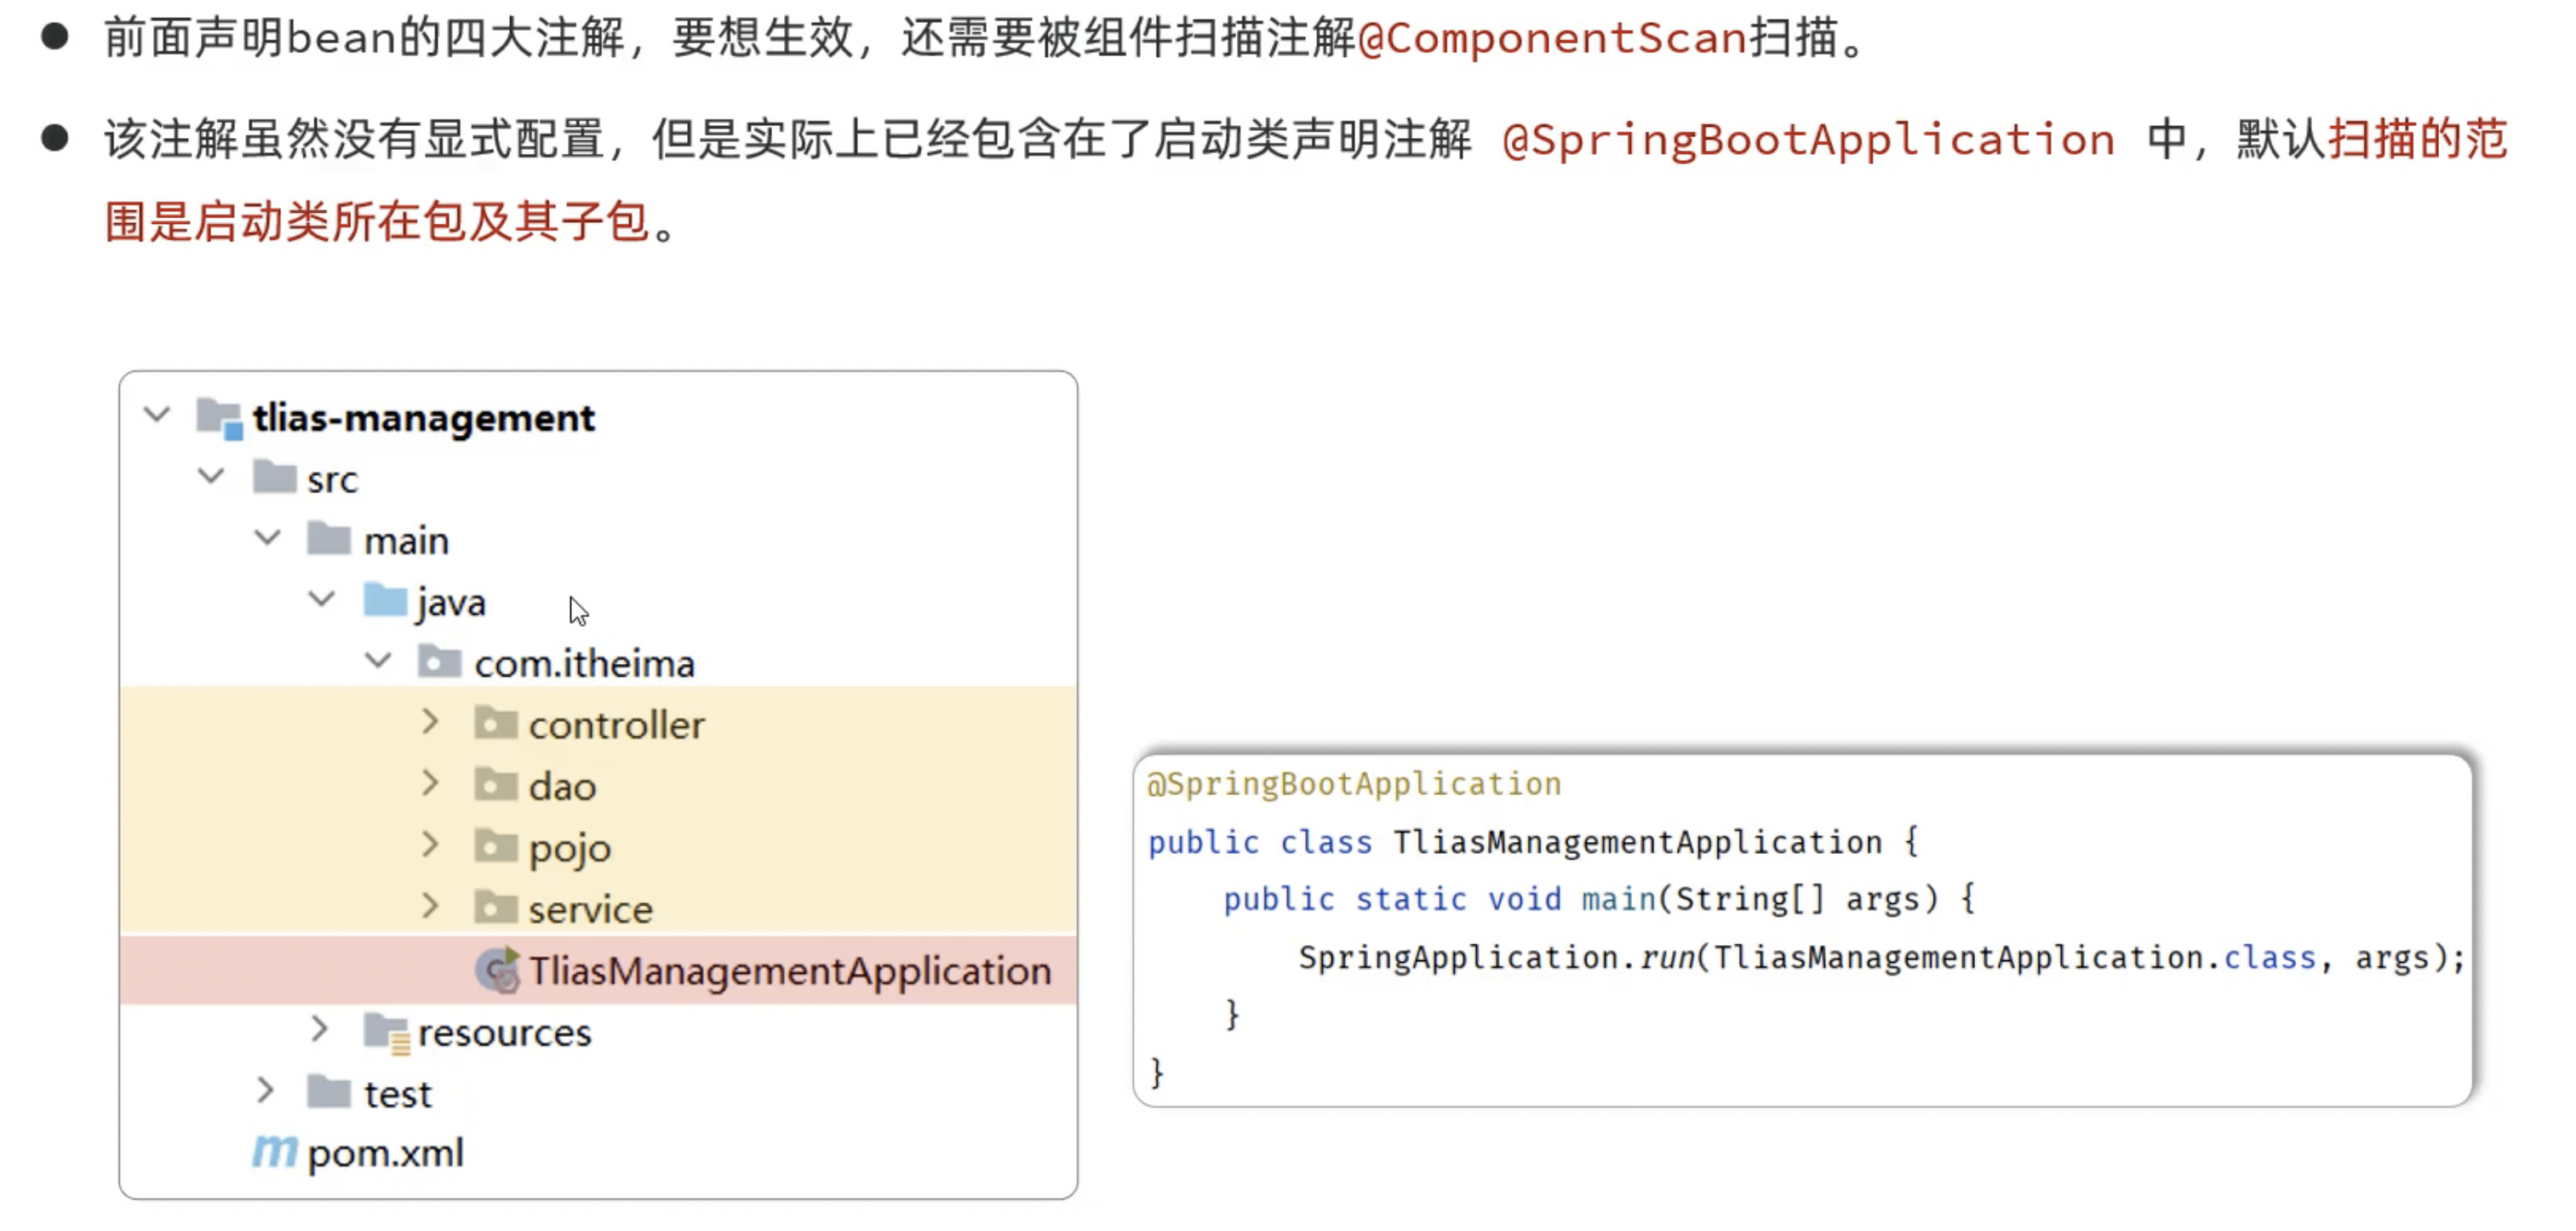 前面声明bean的四大注解，要想生效，还需要被组件扫描注解@ComponentScan扫描。
该注解虽然没有显式配置，但是实际上已经包含在了启动类声明注解 @SpringBootApplication 中，默认扫描的范
围是启动类所在包及其子包。
tlias-management
src
main
java
com.itheima
controller
dao
pojo
service
TliasManagementApplication
resources
test
pom.xml
@SpringBootApplication
public class TliasManagementApplication {
public static void main(String[] args) {
SpringApplication.run(TliasManagementApplication.class, args);
}
}